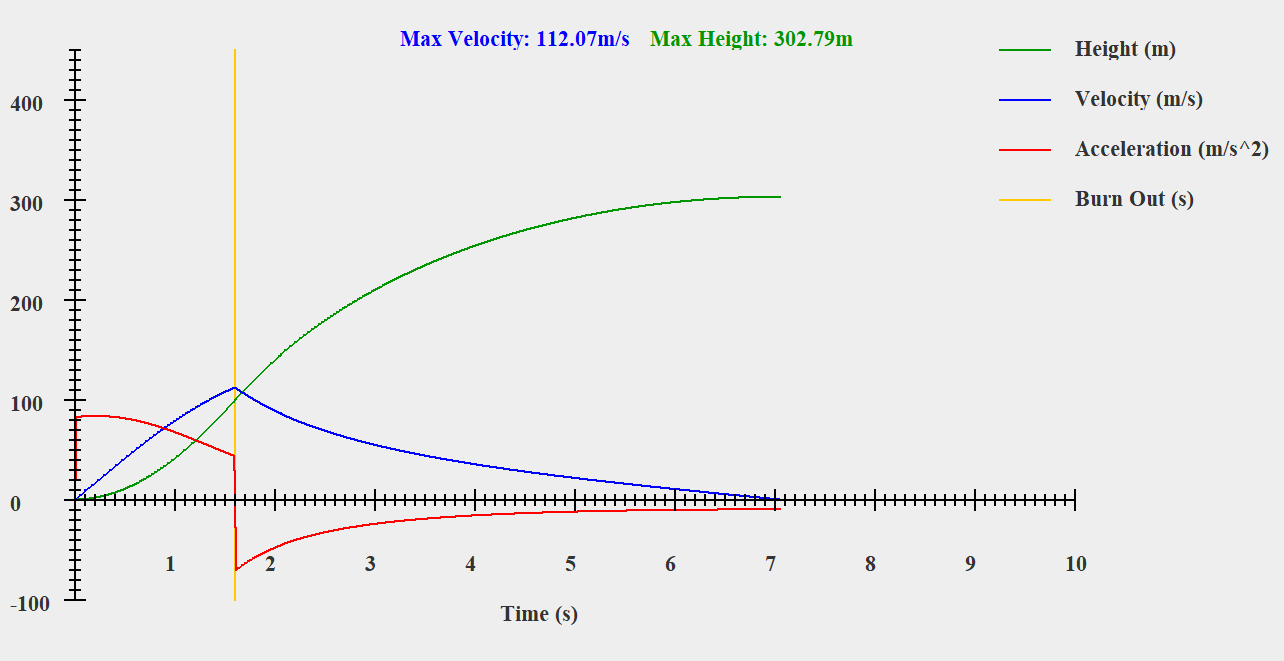 Max Velocity: 112.07m/s Max Height: 302.79m
Height (m)
Velocity (m/s)
Acceleration (m/s^2)
Burn Out (s)
400
300
200
100
0
-100
1 2 3 4 5 6 7 8 9 10
Time (s)